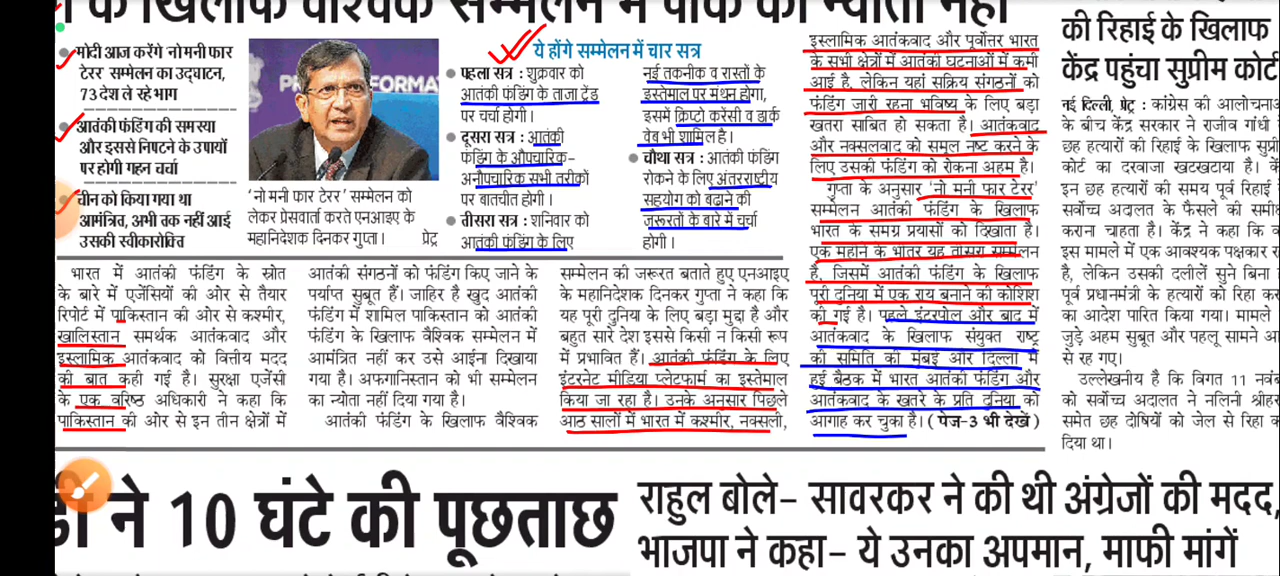 के खिलाफ वैश्विक सम्मेलन में पाक को न्योता नहीं
मोदी आज करेंगे 'नो मनी फार
टेरर' सम्मेलन का उद्घाटन,
73 देश ले रहे भाग
आतंकी फंडिंग की समस्या
और इससे निपटने के उपायों
पर होगी गहन चर्चा
चीन को किया गया था
आमंत्रित, अभी तक नहीं आई
उसकी स्वीकारोक्ति
'नो मनी फार टेरर' सम्मेलन को
लेकर प्रेसवार्ता करते एनआइए के
महानिदेशक दिनकर गुप्ता। प्रेट्र
ये होंगे सम्मेलन में चार सत्र
पहला सत्र : शुक्रवार को
आतंकी फंडिंग के ताजा ट्रेंड
पर चर्चा होगी।
दूसरा सत्र : आतंकी
फंडिंग के औपचारिक-
अनौपचारिक सभी तरीकों
पर बातचीत होगी।
तीसरा सत्र : शनिवार को
आतंकी फंडिंग के लिए
नई तकनीक व रास्तों के
इस्तेमाल पर मंथन होगा,
इसमें क्रिप्टो करेंसी व डार्क
वेब भी शामिल है।
चौथा सत्र : आतंकी फंडिंग
रोकने के लिए अंतरराष्ट्रीय
सहयोग को बढ़ाने की
जरूरतों के बारे में चर्चा
होगी।
भारत में आतंकी फंडिंग के स्रोत
के बारे में एजेंसियों की ओर से तैयार
रिपोर्ट में पाकिस्तान की ओर से कश्मीर,
खालिस्तान समर्थक आतंकवाद और
इस्लामिक आतंकवाद को वित्तीय मदद
की बात कही गई है। सुरक्षा एजेंसी
के एक वरिष्ठ अधिकारी ने कहा कि
पाकिस्तान की ओर से इन तीन क्षेत्रों में
आतंकी संगठनों को फंडिंग किए जाने के
पर्याप्त सुबूत हैं। जाहिर है खुद आतंकी
फंडिंग में शामिल पाकिस्तान को आतंकी
फंडिंग के खिलाफ वैश्विक सम्मेलन में
आमंत्रित नहीं कर उसे आईना दिखाया
गया है। अफगानिस्तान को भी सम्मेलन
का न्योता नहीं दिया गया है।
आतंकी फंडिंग के खिलाफ वैश्विक
सम्मेलन की जरूरत बताते हुए एनआइए
के महानिदेशक दिनकर गुप्ता ने कहा कि
यह पूरी दुनिया के लिए बड़ा मुद्दा है और
बहुत सारे देश इससे किसी न किसी रूप
में प्रभावित हैं। आतंकी फंडिंग के लिए
इंटरनेट मीडिया प्लेटफार्म का इस्तेमाल
किया जा रहा है। उनके अनुसार पिछले
आठ सालों में भारत में कश्मीर, नक्सली,
इस्लामिक आतंकवाद और पूर्वोत्तर भारत
के सभी क्षेत्रों में आतंकी घटनाओं में कमी
आई है, लेकिन यहां सक्रिय संगठनों को
फंडिंग जारी रहना भविष्य के लिए बड़ा
खतरा साबित हो सकता है। आतंकवाद
और नक्सलवाद को समूल नष्ट करने के
लिए उसकी फंडिंग को रोकना अहम है।
गुप्ता के अनुसार 'नो मनी फार टेरर'
सम्मेलन आतंकी फंडिंग के खिलाफ
भारत के समग्र प्रयासों को दिखाता है।
एक महीने के भीतर यह तीसरा सम्मेलन
है, जिसमें आतंकी फंडिंग के खिलाफ
पूरी दुनिया में एक राय बनाने की कोशिश
की गई है। पहले इंटरपोल और बाद में
आतंकवाद के खिलाफ संयुक्त राष्ट्र
की समिति की मुंबई और दिल्ली में
हुई बैठक में भारत आतंकी फंडिंग और
आतंकवाद के खतरे के प्रति दुनिया को
आगाह कर चुका है। (पेज-3 भी देखें)
की रिहाई के खिलाफ
केंद्र पहुंचा सुप्रीम कोर्ट
नई दिल्ली, प्रेट्र : कांग्रेस की
के बीच केंद्र सरकार ने राजीव गांधी
छह हत्यारों की रिहाई के खिलाफ
कोर्ट का दरवाजा खटखटाया है।
इन छह हत्यारों की समय पूर्व रिहाई
सर्वोच्च अदालत के फैसले की
कराना चाहता है। केंद्र ने कहा कि
इस मामले में एक आवश्यक पक्षकार
है, लेकिन उसकी दलीलें सुने बिना
पूर्व प्रधानमंत्री के हत्यारों को रिहा
का आदेश पारित किया गया। मामले
जुड़े अहम सुबूत और पहलू सामने
से रह गए।
उल्लेखनीय है कि विगत 11
को सर्वोच्च अदालत ने नलिनी
समेत छह दोषियों को जेल से रिहा
दिया था।
ने 10 घंटे की पूछताछ
राहुल बोले- सावरकर ने की थी अंग्रेजों की मदद,
भाजपा ने कहा- ये उनका अपमान, माफी मांगें